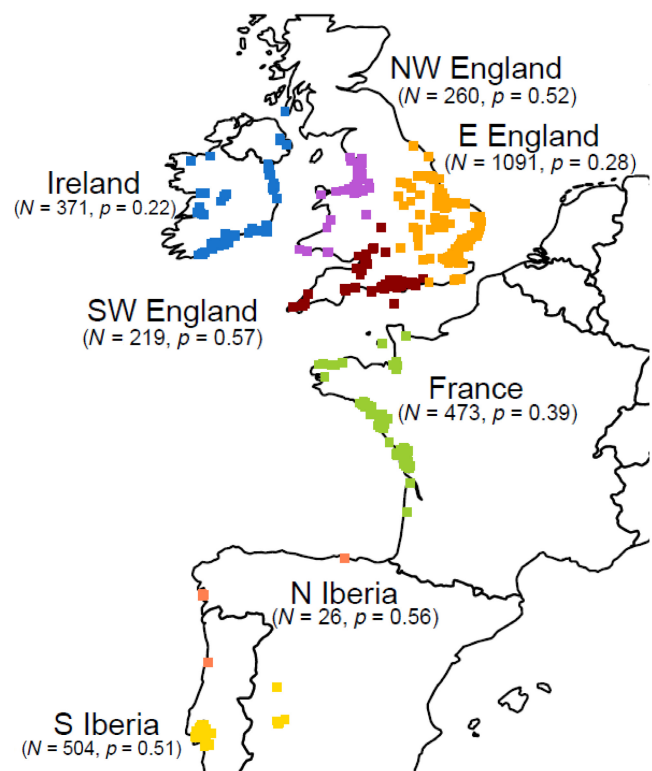 NW England
(N = 260, p = 0.52)
E England
(N = 1091, p = 0.28)
Ireland
(N = 371, p = 0.22)
SW England
(N = 219, p = 0.57)
France
(N = 473, p = 0.39)
N Iberia
(N = 26, p = 0.56)
S Iberia
(N = 504, p = 0.51)